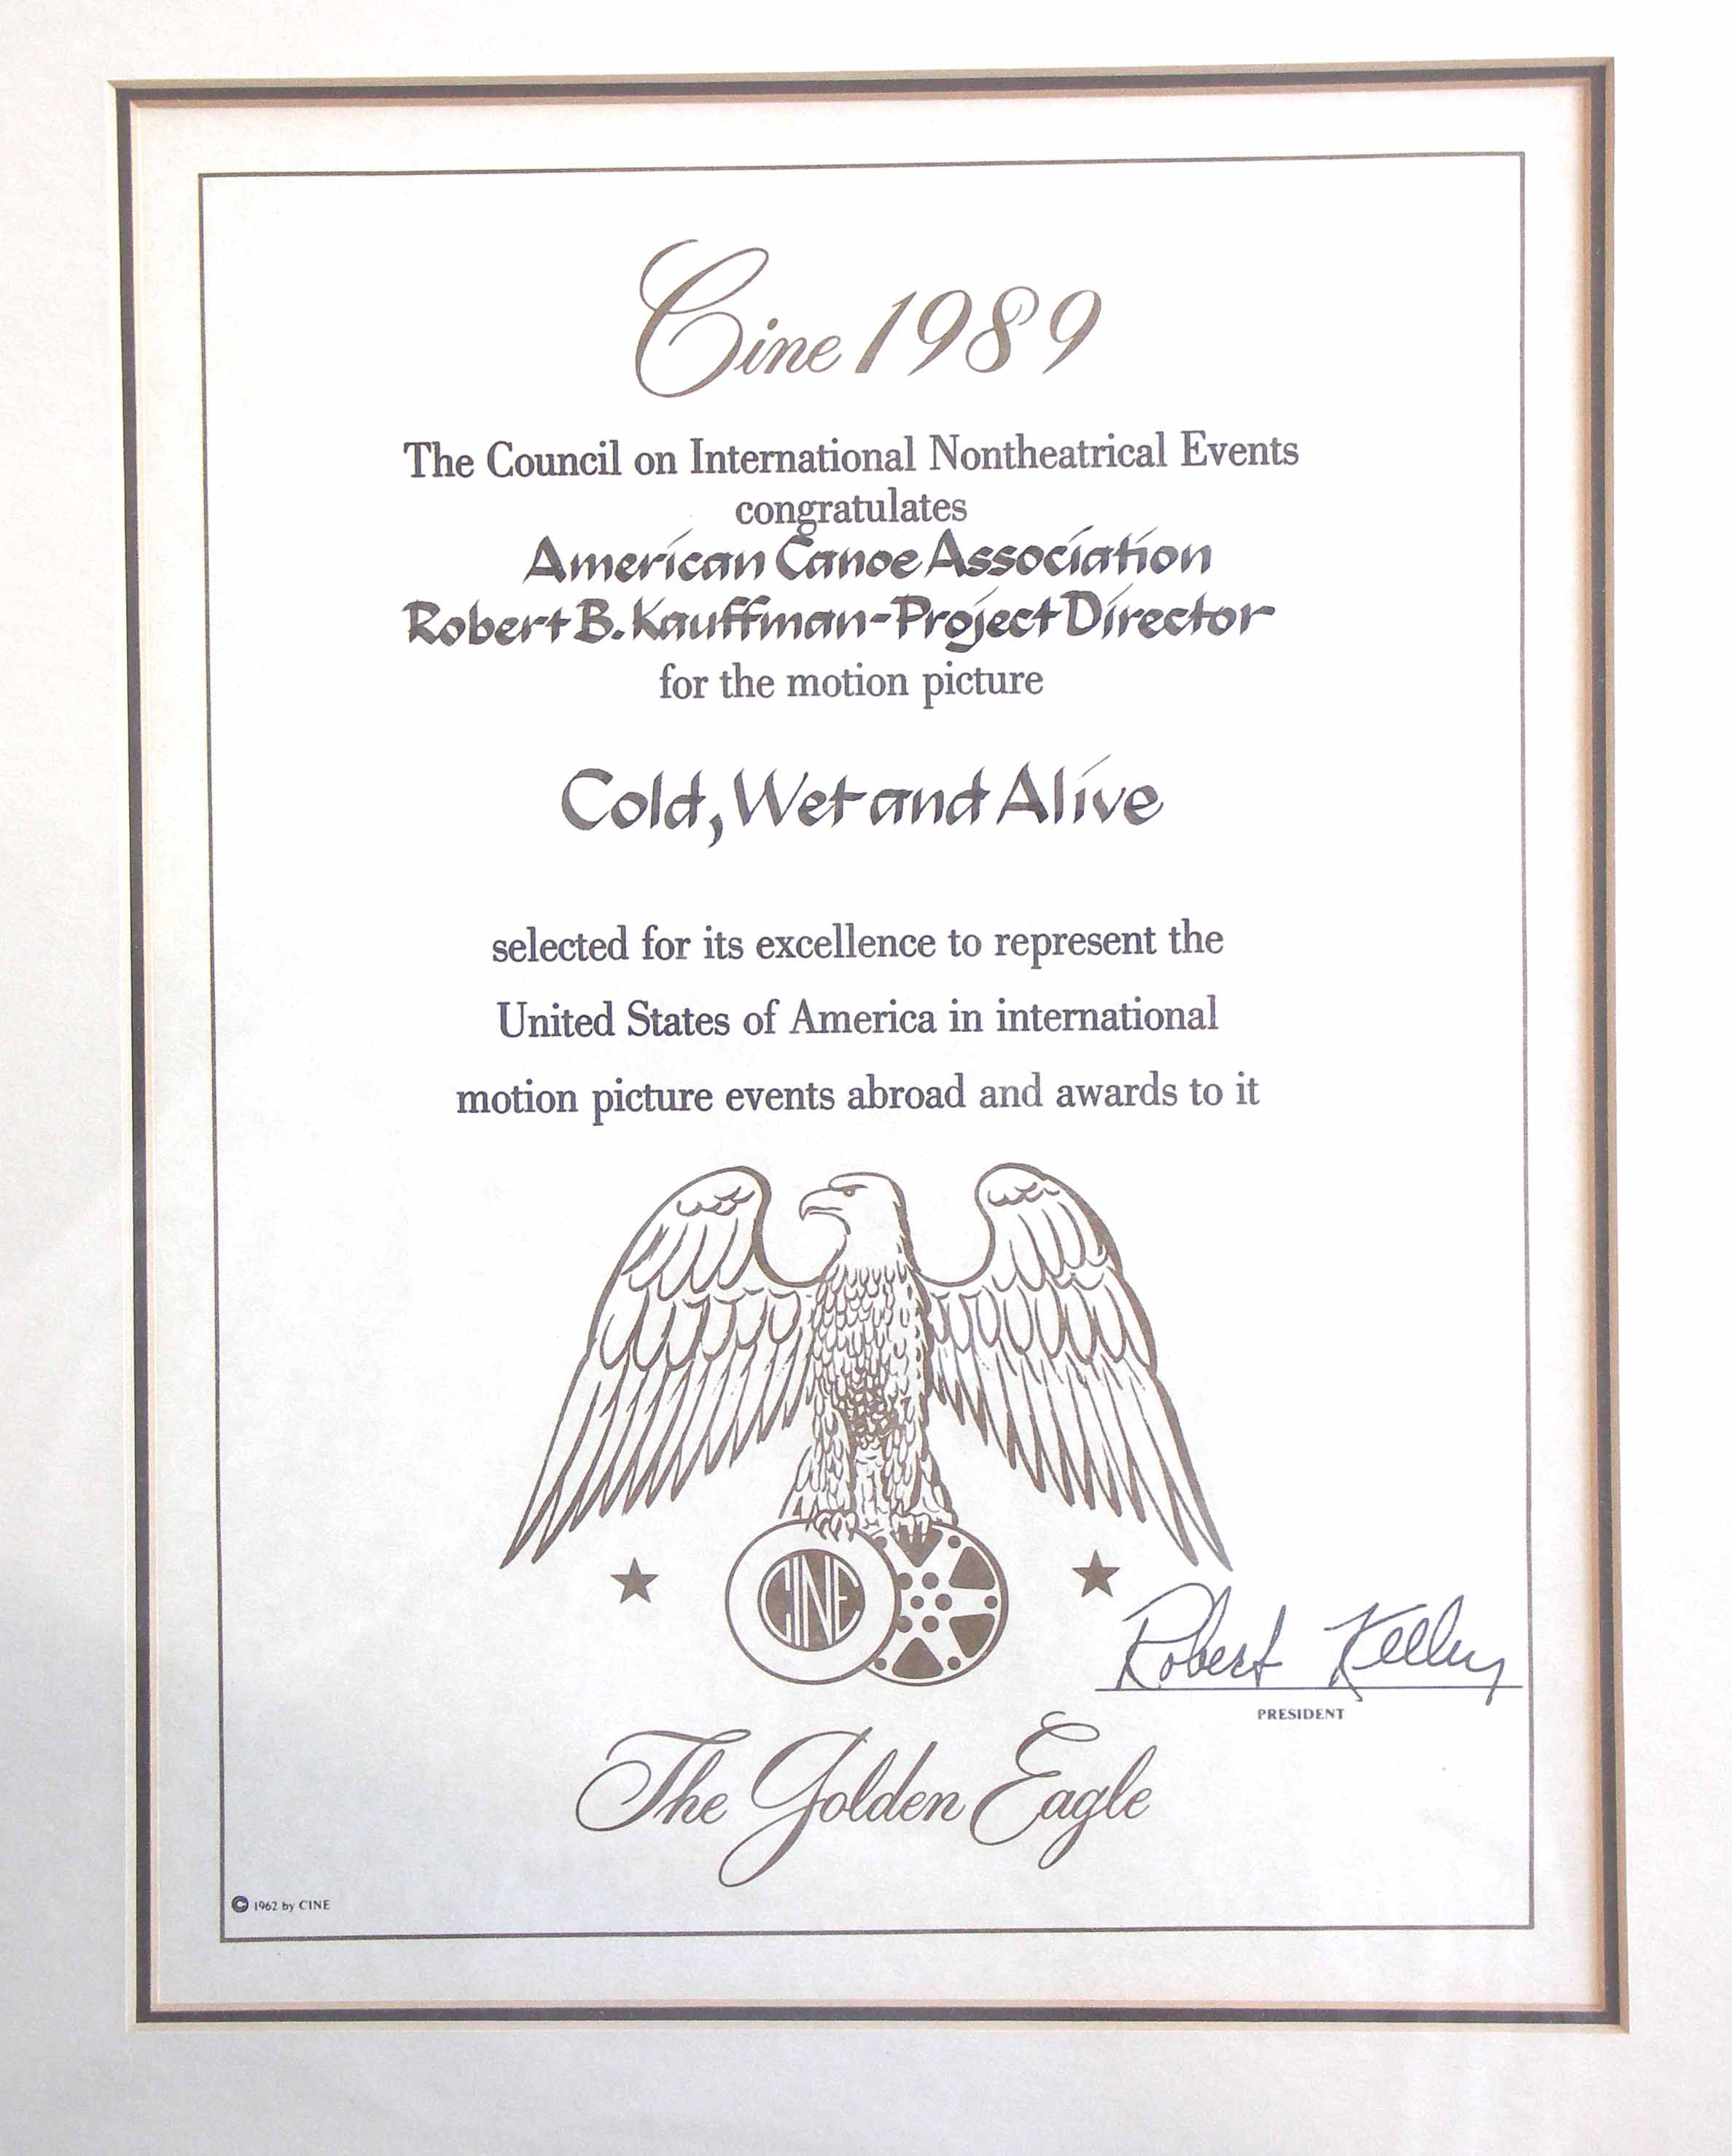 Cine 1989
The Council on International Nontheatrical Events
congratulates
American Canoe Association
Robert B. Kauffman-Project Director
for the motion picture
Cold, Wet and Alive
selected for its excellence to represent the
United States of America in international
motion picture events abroad and awards to it
CINE
Robert Kelley
PRESIDENT
The Golden Eagle
© 1962 by CINE